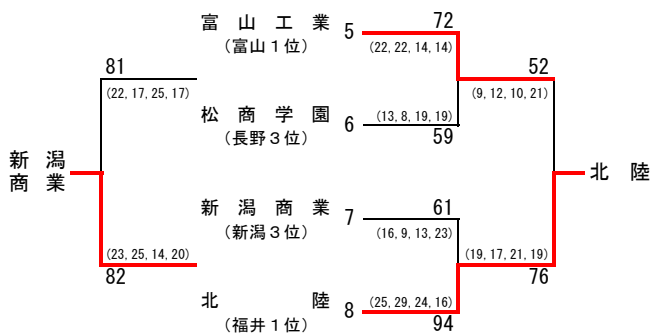 富山工業
(富山1位)
5
72
(22, 22, 14, 14)
81
(22, 17, 25, 17)
52
(9, 12, 10, 21)
松商学園
(長野3位)
6
(13, 8, 19, 19)
59
新潟
商業
北陸
新潟商業
(新潟3位)
7
61
(16, 9, 13, 23)
(23, 25, 14, 20)
82
(19, 17, 21, 19)
76
北陸
(福井1位)
8
(25, 29, 24, 16)
94